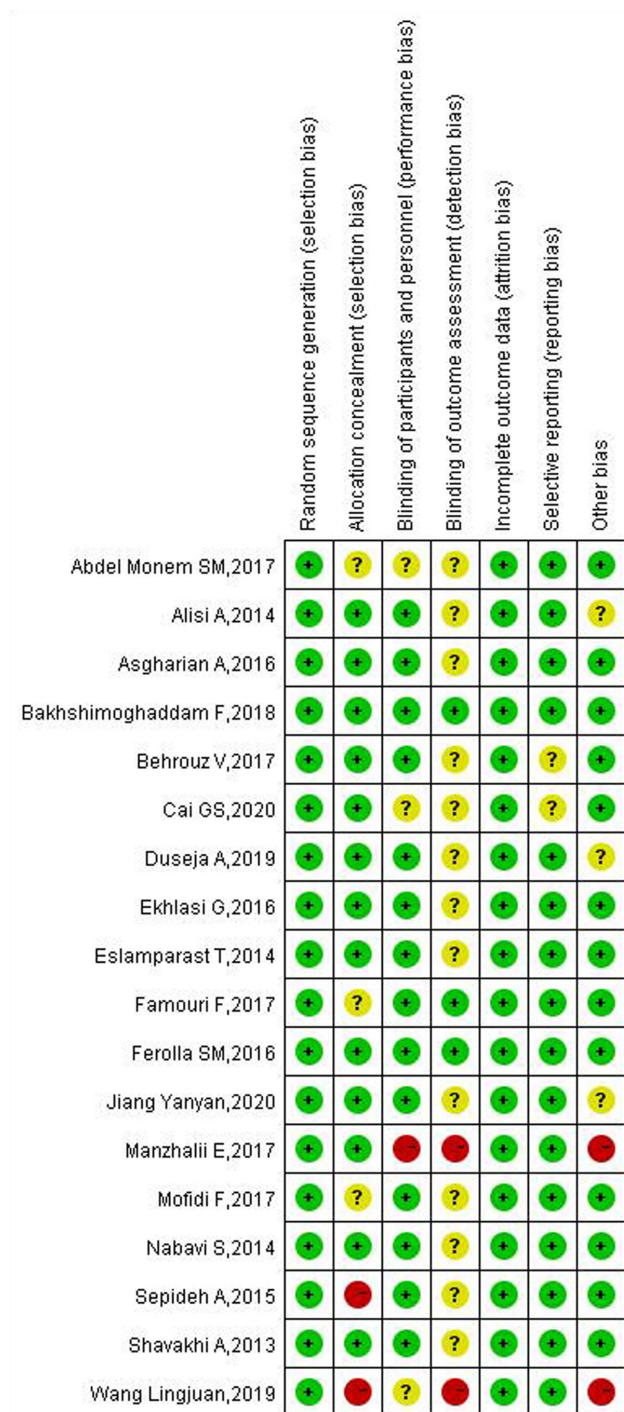 Random sequence generation (selection bias)
Allocation concealment (selection bias)
Blinding of participants and personnel (performance bias)
Blinding of outcome assessment (detection bias)
Incomplete outcome data (attrition bias)
Selective reporting (reporting bias)
Other bias
Abdel Monem SM,2017 + ? ? ? + + +
Alisi A,2014 + + + ? + + ?
Asgharian A,2016 + + + ? + + +
Bakhshimoghaddam F,2018 + + + + + + +
Behrouz V,2017 + + + ? + ? +
Cai GS,2020 + + ? ? + ? +
Duseja A,2019 + + + ? + + ?
Ekhlasi G,2016 + + + ? + + +
Eslamparast T,2014 + + + ? + + +
Famouri F,2017 + ? + + + + +
Ferolla SM,2016 + + + + + + +
Jiang Yanyan,2020 + + + ? + + ?
Manzhalii E,2017 + + - - + + -
Mofidi F,2017 + ? + ? + + +
Nabavi S,2014 + + + ? + + +
Sepideh A,2015 + - + ? + + +
Shavakhi A,2013 + + + ? + + +
Wang Lingjuan,2019 + - ? - + + -